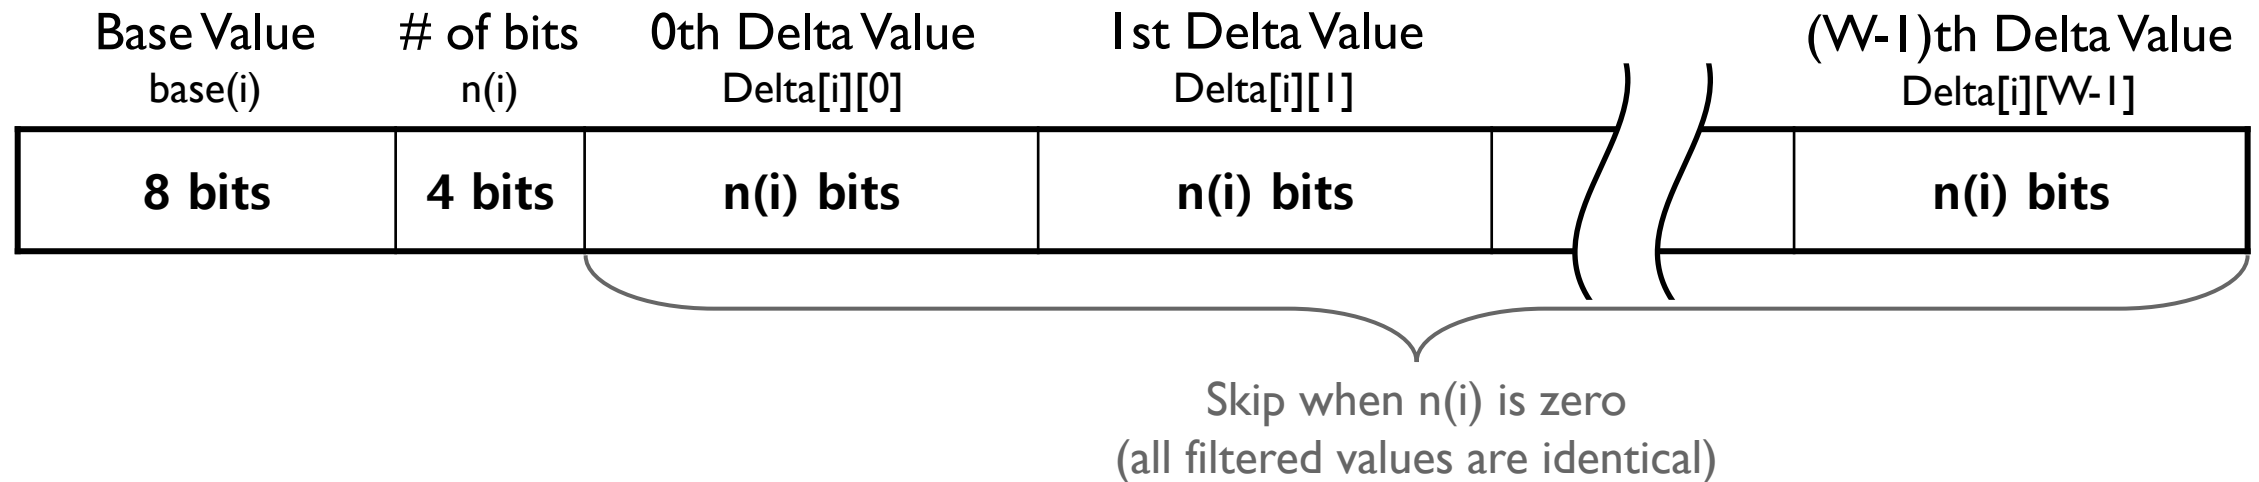 Base Value # of bits 0th Delta Value 1st Delta Value (W-1)th Delta Value
base(i) n(i) Delta[i][0] Delta[i][1] Delta[i][W-1]
8 bits 4 bits n(i) bits n(i) bits n(i) bits
Skip when n(i) is zero
(all filtered values are identical)